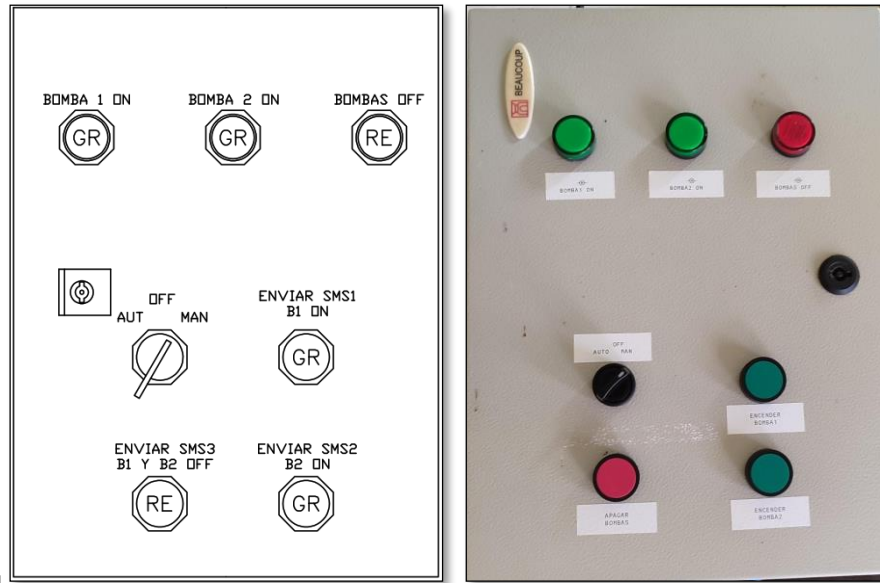 BOMBA 1 ON
BOMBA 2 ON
BOMBAS OFF
GR
GR
RE
OFF
AUT
MAN
ENVIAR SMS1
B1 ON
GR
ENVIAR SMS3
B1 Y B2 OFF
RE
ENVIAR SMS2
B2 ON
GR
BEAUCOUP
BOMBA1 ON
BOMBA2 ON
BOMBAS OFF
OFF
AUTO MAN
ENCENDER
BOMBA1
APAGAR
BOMBAS
ENCENDER
BOMBA2